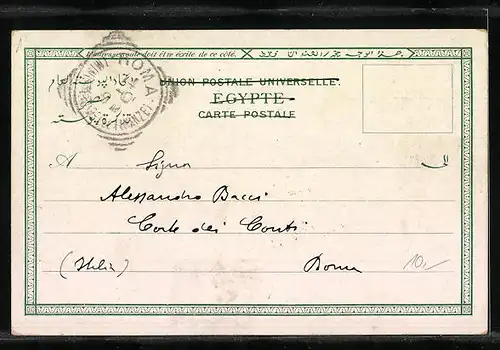 L'adresse seule doit être écrite de ce côté.
ROMA
UNION POSTALE UNIVERSELLE.
EGYPTE
CARTE POSTALE
A Signor الى
Alessandro Bacci
Corte dei Conti
(Italia) Roma 10,-